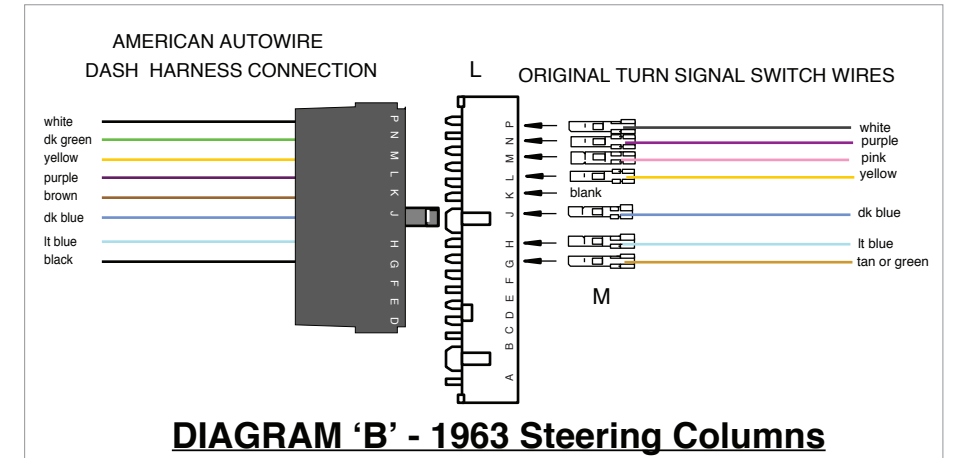 AMERICAN AUTOWIRE
DASH HARNESS CONNECTION
L
ORIGINAL TURN SIGNAL SWITCH WIRES
white
dk green
yellow
purple
brown
dk blue
lt blue
black
P
N
M
L
K
J
H
G
F
E
D
P
N
M
L
K
J
H
G
F
E
D
C
B
A
blank
white
purple
pink
yellow
dk blue
lt blue
tan or green
M
DIAGRAM ‘B’ - 1963 Steering Columns